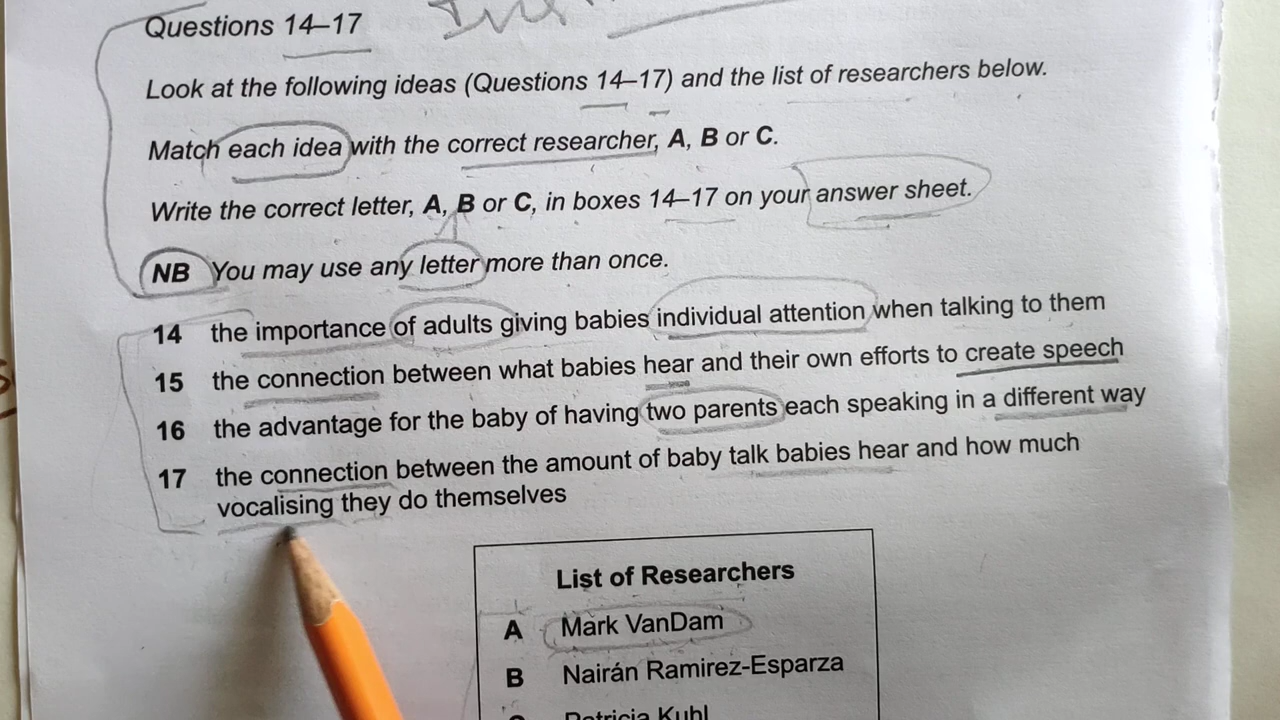 Questions 14–17
Look at the following ideas (Questions 14–17) and the list of researchers below.
Match each idea with the correct researcher, A, B or C.
Write the correct letter, A, B or C, in boxes 14–17 on your answer sheet.
NB You may use any letter more than once.
14 the importance of adults giving babies individual attention when talking to them
15 the connection between what babies hear and their own efforts to create speech
16 the advantage for the baby of having two parents each speaking in a different way
17 the connection between the amount of baby talk babies hear and how much
vocalising they do themselves
List of Researchers
A Mark VanDam
B Nairán Ramirez-Esparza
C Patricia Kuhl